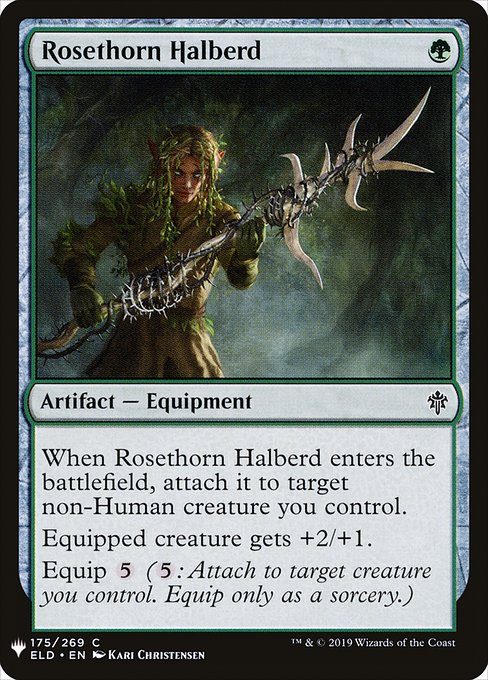 Rosethorn Halberd
Artifact — Equipment
When Rosethorn Halberd enters the
battlefield, attach it to target
non-Human creature you control.
Equipped creature gets +2/+1.
Equip 5 (5: Attach to target creature
you control. Equip only as a sorcery.)
175/269 C
ELD • EN Kari Christensen
™ & © 2019 Wizards of the Coast